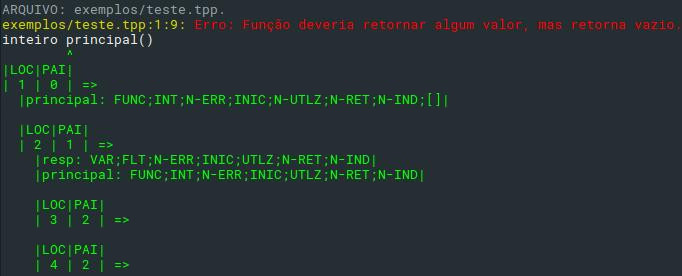 ARQUIVO: exemplos/teste.tpp.
exemplos/teste.tpp:1:9: Erro: Função deveria retornar algum valor, mas retorna vazio.
inteiro principal()
^
|LOC|PAI|
| 1 | 0 | =>
|principal: FUNC;INT;N-ERR;INIC;N-UTLZ;N-RET;N-IND;[]|
|LOC|PAI|
| 2 | 1 | =>
|resp: VAR;FLT;N-ERR;INIC;UTLZ;N-RET;N-IND|
|principal: FUNC;INT;N-ERR;INIC;UTLZ;N-RET;N-IND|
|LOC|PAI|
| 3 | 2 | =>
|LOC|PAI|
| 4 | 2 | =>